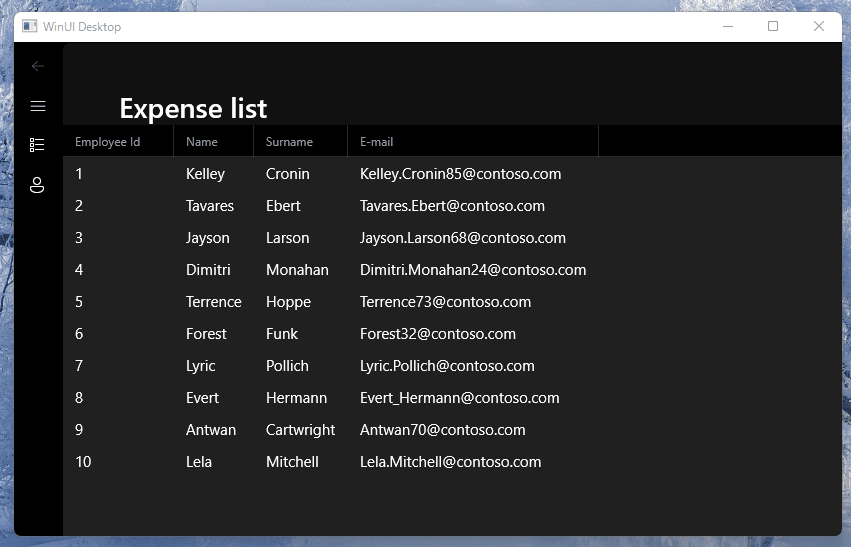 WinUI Desktop
Expense list
Employee Id Name Surname E-mail
1 Kelley Cronin Kelley.Cronin85@contoso.com
2 Tavares Ebert Tavares.Ebert@contoso.com
3 Jayson Larson Jayson.Larson68@contoso.com
4 Dimitri Monahan Dimitri.Monahan24@contoso.com
5 Terrence Hoppe Terrence73@contoso.com
6 Forest Funk Forest32@contoso.com
7 Lyric Pollich Lyric.Pollich@contoso.com
8 Evert Hermann Evert_Hermann@contoso.com
9 Antwan Cartwright Antwan70@contoso.com
10 Lela Mitchell Lela.Mitchell@contoso.com